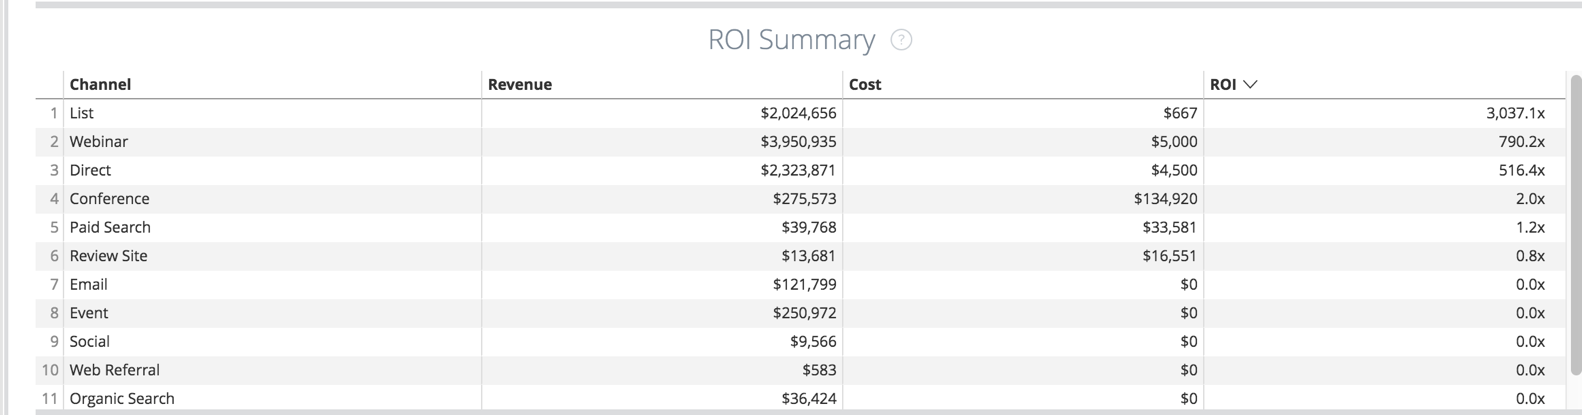 ROI Summary ?
Channel Revenue Cost ROI
1 List $2,024,656 $667 3,037.1x
2 Webinar $3,950,935 $5,000 790.2x
3 Direct $2,323,871 $4,500 516.4x
4 Conference $275,573 $134,920 2.0x
5 Paid Search $39,768 $33,581 1.2x
6 Review Site $13,681 $16,551 0.8x
7 Email $121,799 $0 0.0x
8 Event $250,972 $0 0.0x
9 Social $9,566 $0 0.0x
10 Web Referral $583 $0 0.0x
11 Organic Search $36,424 $0 0.0x